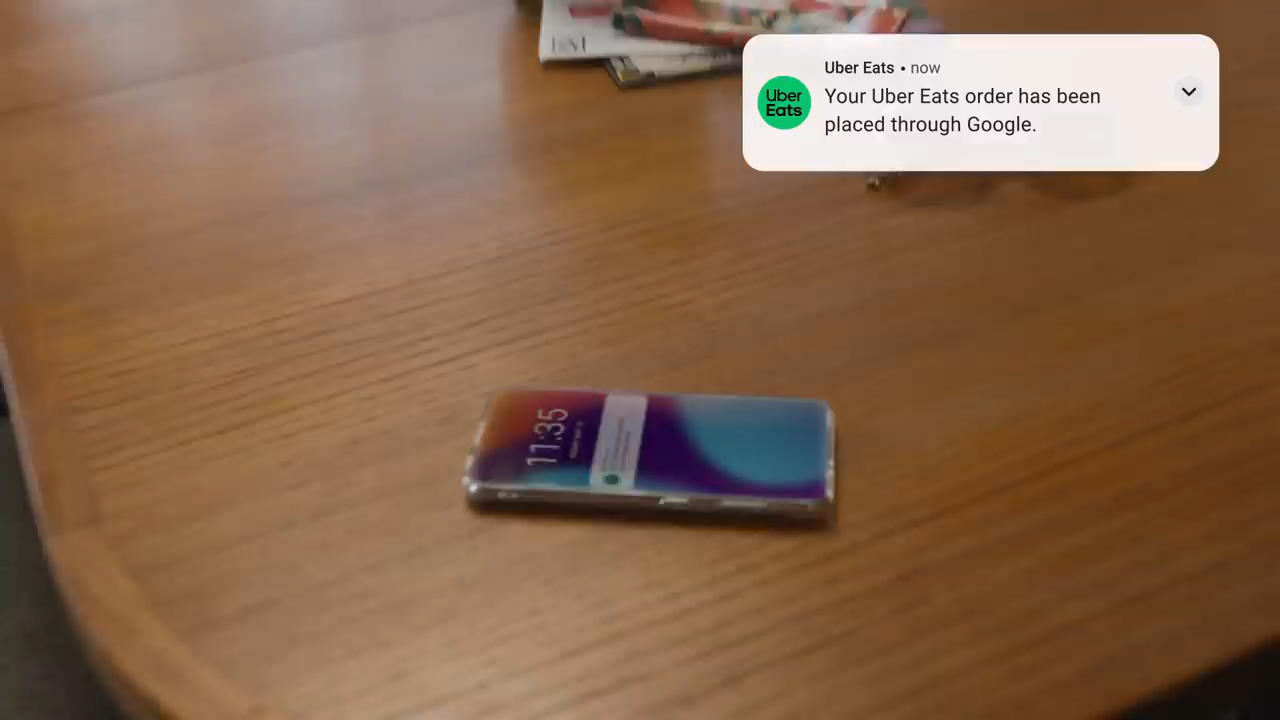 Uber Eats • now
Your Uber Eats order has been
placed through Google.
Uber
Eats
11:35